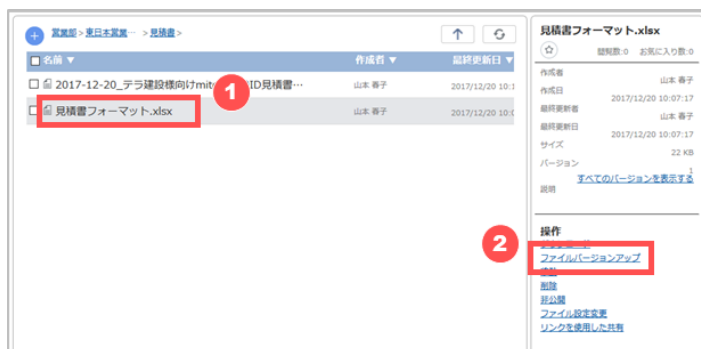 営業部 > 東日本営業… > 見積書 >
名前 ▼ 作成者 ▼ 最終更新日 ▼
2017-12-20_テラ建設様向けmit ID見積書… 山本 春子 2017/12/20 10:1
見積書フォーマット.xlsx 山本 春子 2017/12/20 10:0
1
見積書フォーマット.xlsx
閲覧数:0 お気に入り数:0
作成者
山本 春子
作成日
2017/12/20 10:07:17
最終更新者
山本 春子
最終更新日
2017/12/20 10:07:17
サイズ
22 KB
バージョン
1
すべてのバージョンを表示する
説明
操作
2
ファイルバージョンアップ
削除
非公開
ファイル設定変更
リンクを使用した共有